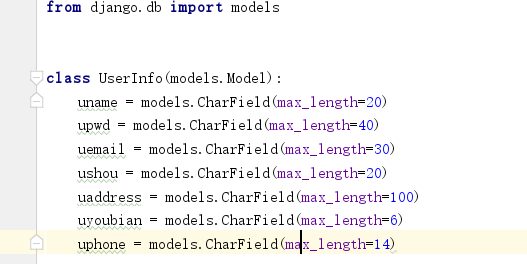 from django.db import models
class UserInfo(models.Model):
uname = models.CharField(max_length=20)
upwd = models.CharField(max_length=40)
uemail = models.CharField(max_length=30)
ushou = models.CharField(max_length=20)
uaddress = models.CharField(max_length=100)
uyoubian = models.CharField(max_length=6)
uphone = models.CharField(max_length=14)